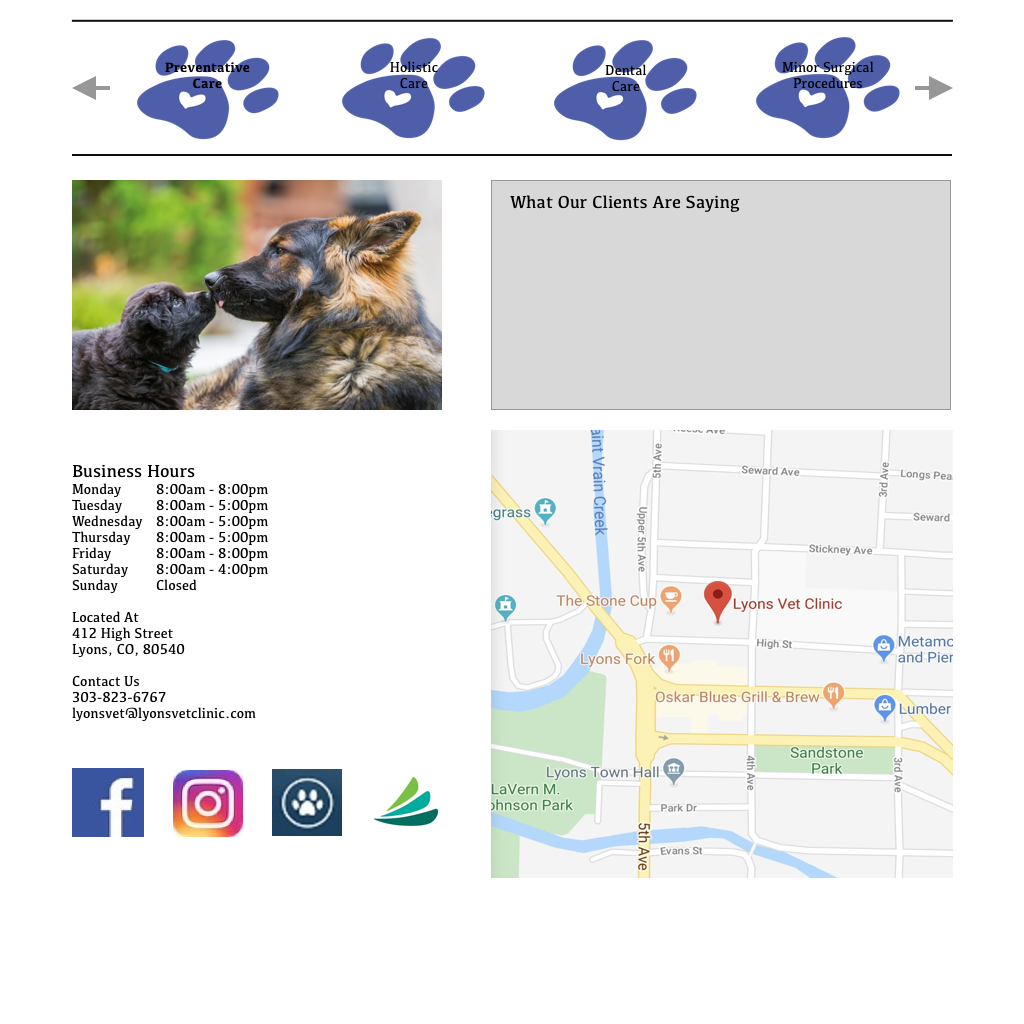 Preventative
Care
Holistic
Care
Dental
Care
Minor Surgical
Procedures
What Our Clients Are Saying
Business Hours
Monday 8:00am - 8:00pm
Tuesday 8:00am - 5:00pm
Wednesday 8:00am - 5:00pm
Thursday 8:00am - 5:00pm
Friday 8:00am - 8:00pm
Saturday 8:00am - 4:00pm
Sunday Closed
Located At
412 High Street
Lyons, CO, 80540
Contact Us
303-823-6767
lyonsvet@lyonsvetclinic.com
aint Vrain Creek
5th Ave
Seward Ave
3rd Ave
Longs Pea
egrass
Upper 5th Ave
Seward
Stickney Ave
The Stone Cup
Lyons Vet Clinic
High St
Metamo
and Pier
Lyons Fork
Oskar Blues Grill & Brew
Lumber
Sandstone
Park
Lyons Town Hall
4th Ave
3rd Ave
LaVern M.
ohnson Park
Park Dr
5th Ave
Evans St